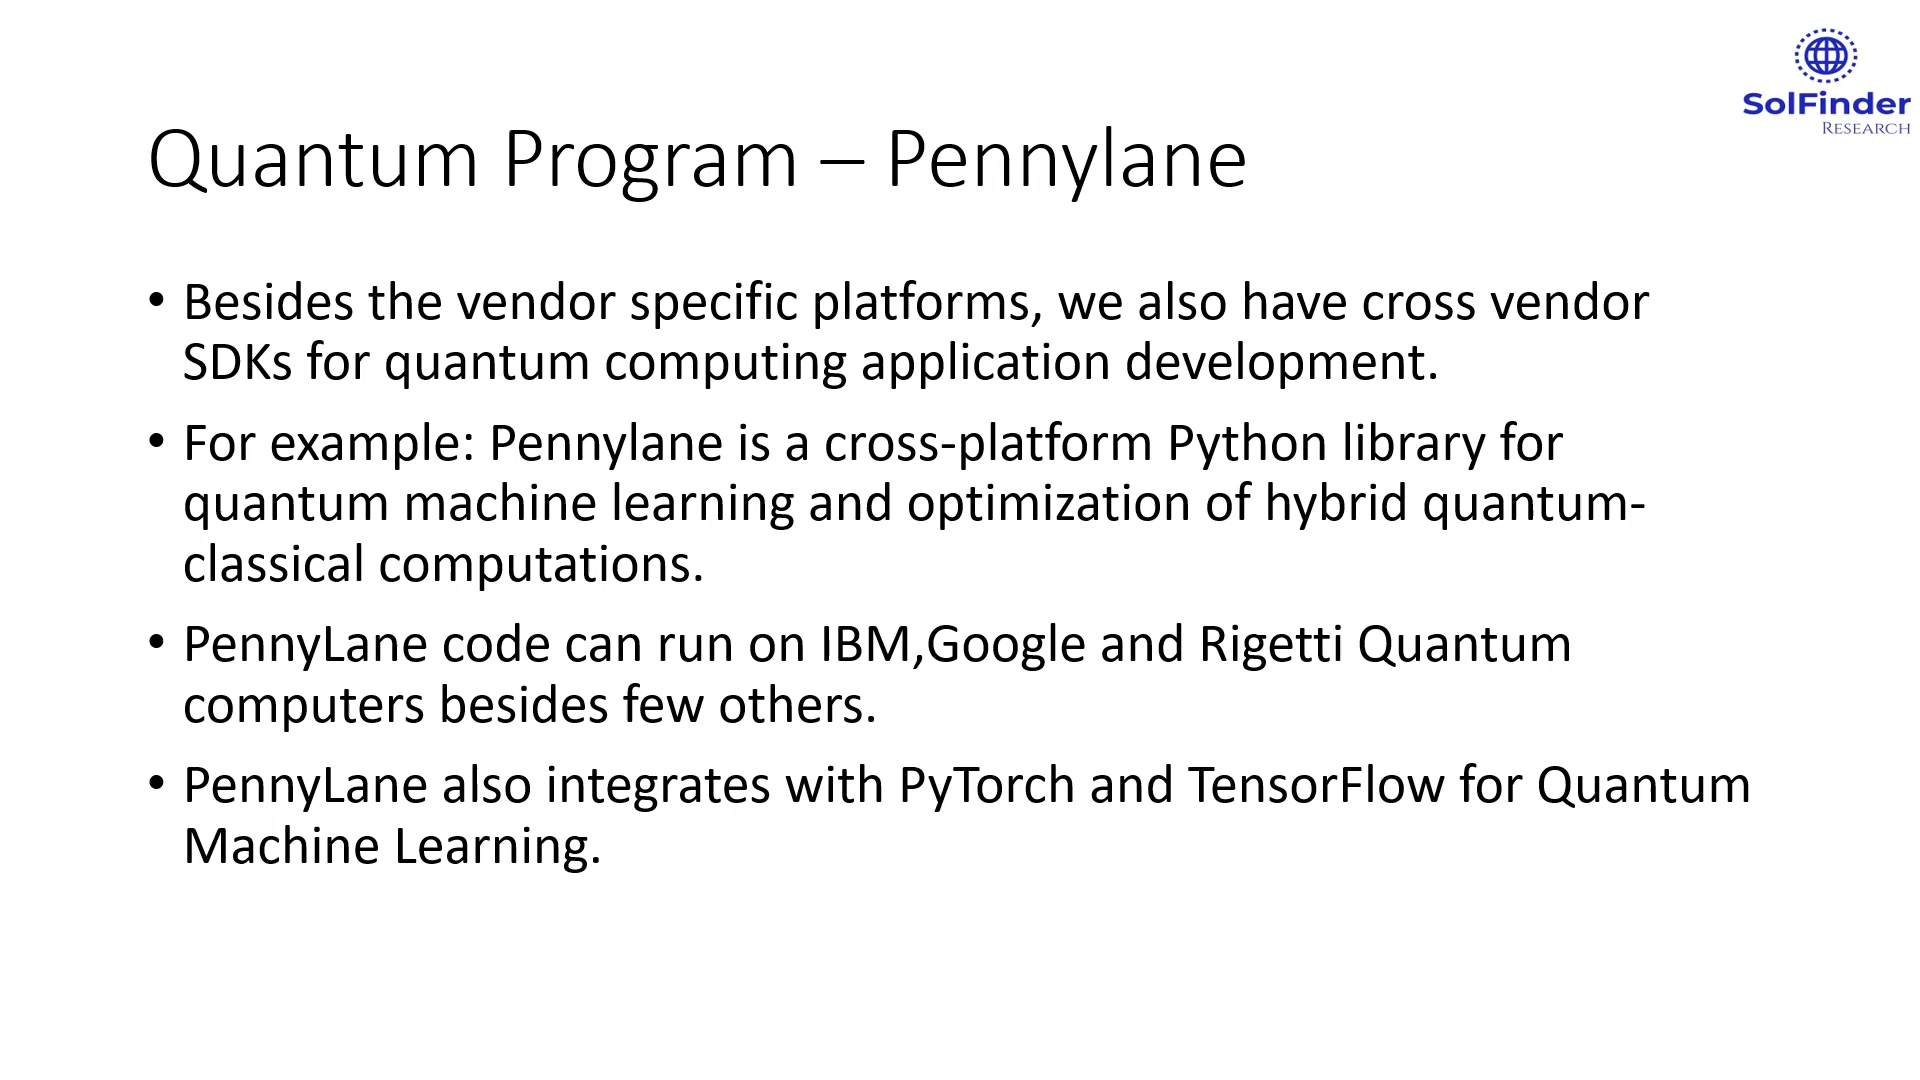 SolFinder
RESEARCH
Quantum Program – Pennylane
• Besides the vendor specific platforms, we also have cross vendor
SDKs for quantum computing application development.
• For example: Pennylane is a cross-platform Python library for
quantum machine learning and optimization of hybrid quantum-
classical computations.
• PennyLane code can run on IBM,Google and Rigetti Quantum
computers besides few others.
• PennyLane also integrates with PyTorch and TensorFlow for Quantum
Machine Learning.